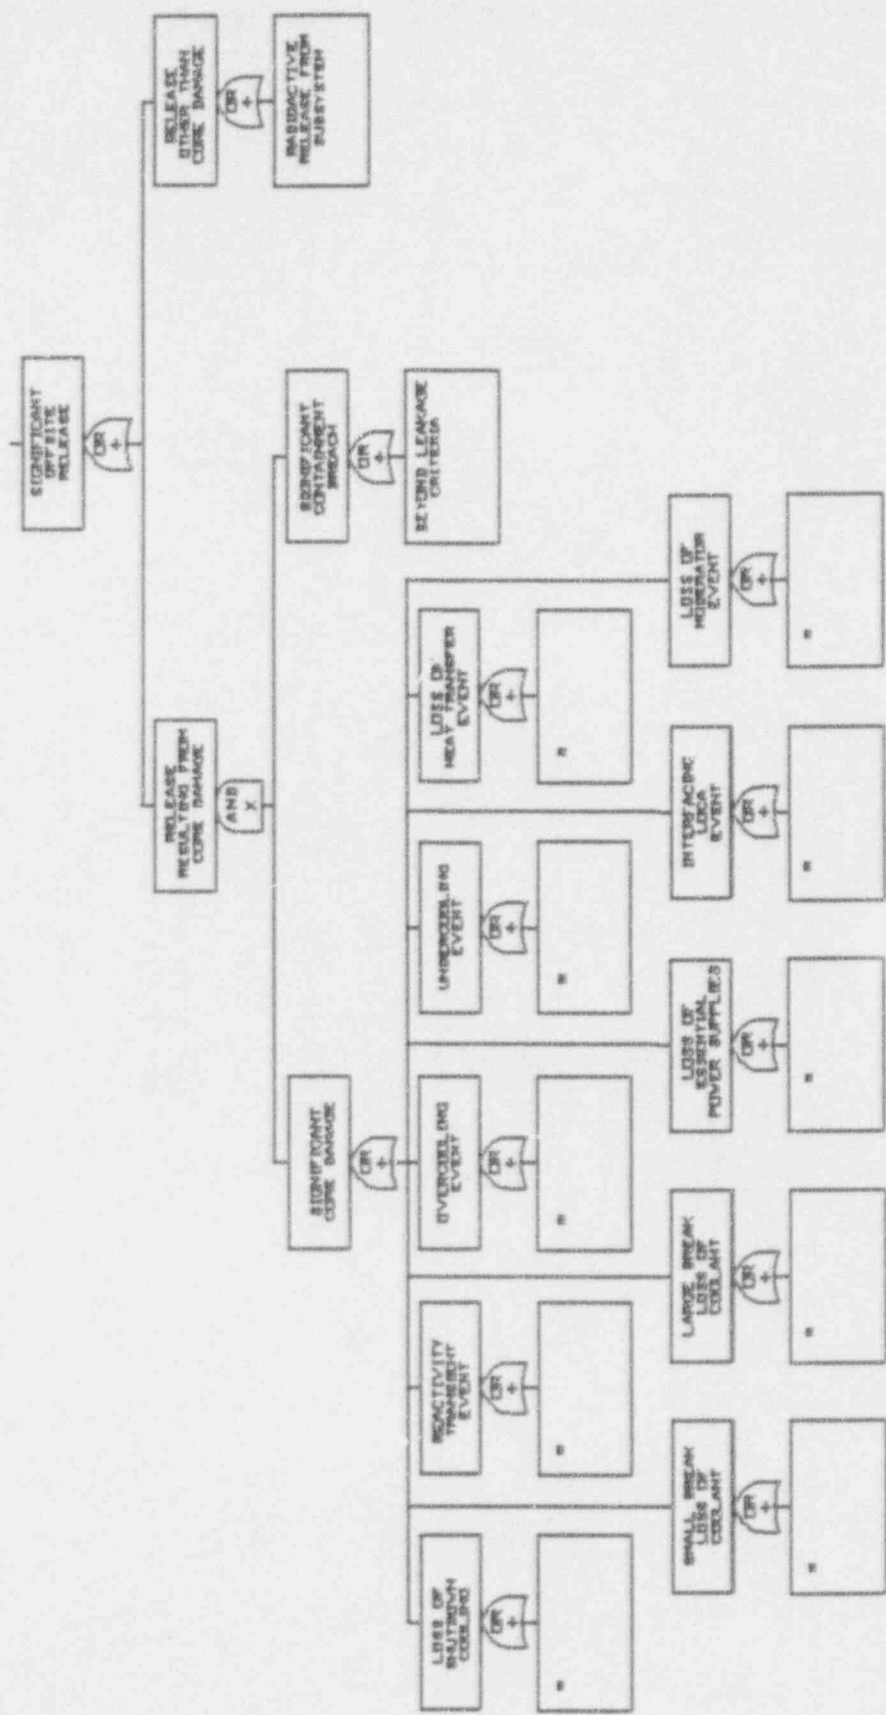 SIGNIFICANT
OFFSITE
RELEASE
OR
+
RELEASE
RESULTING FROM
CORE DAMAGE
AND
X
RELEASE
OTHER THAN
CORE DAMAGE
OR
+
RADIOACTIVE
RELEASE FROM
SUBSYSTEM
SIGNIFICANT
CORE DAMAGE
OR
+
SIGNIFICANT
CONTAINMENT
BREACH
OR
+
BEYOND LEAKAGE
CRITERIA
LOSS OF
SHUTDOWN
COOLING
OR
+
REACTIVITY
TRANSIENT
EVENT
OR
+
OVERCOOLING
EVENT
OR
+
UNDERCOOLING
EVENT
OR
+
LOSS OF
HEAT TRANSFER
EVENT
OR
+
SMALL BREAK
LOSS OF
COOLANT
OR
+
LARGE BREAK
LOSS OF
COOLANT
OR
+
LOSS OF
ESSENTIAL
POWER SUPPLIES
OR
+
INTERFACING
LOCA
EVENT
OR
+
LOSS OF
MODERATOR
EVENT
OR
+